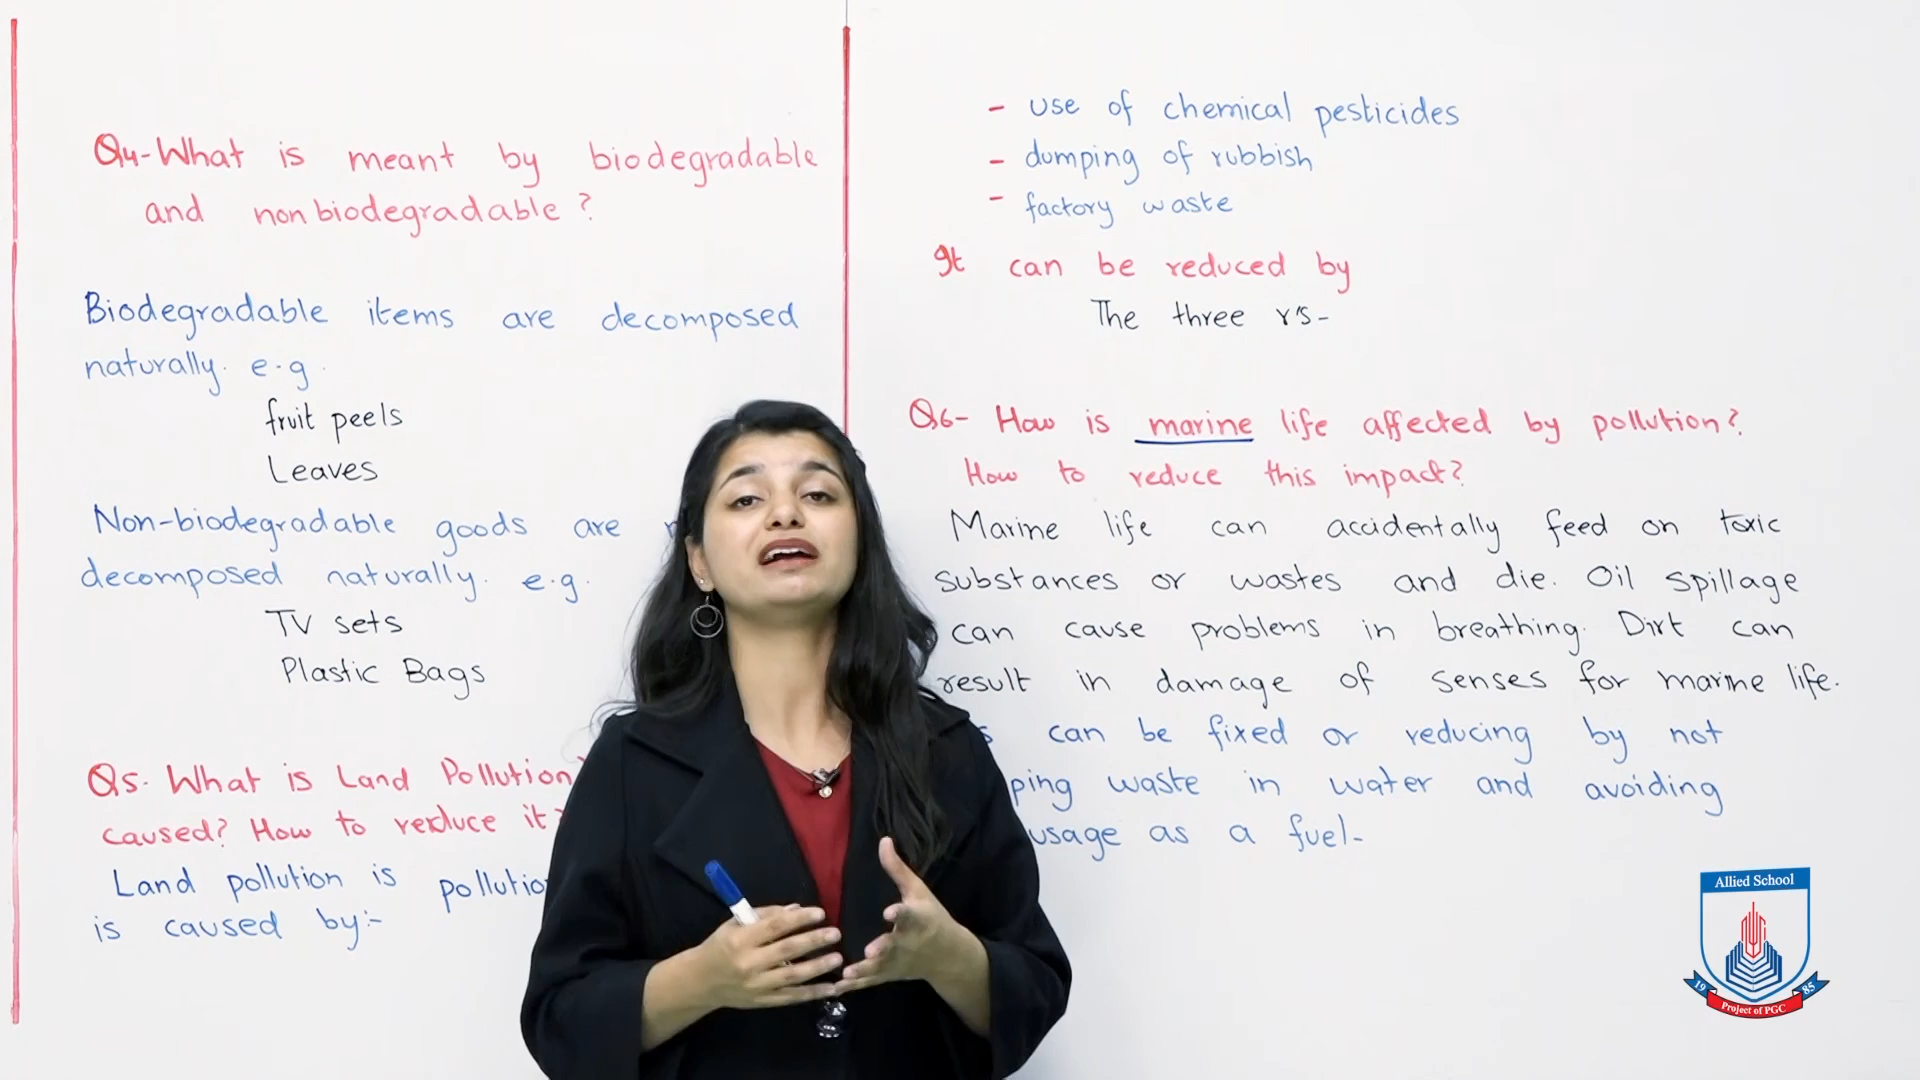 Q4-What is meant by biodegradable
and nonbiodegradable?
Biodegradable items are decomposed
naturally. e.g.
fruit peels
Leaves
Non-biodegradable goods are
decomposed naturally. e.g.
TV sets
Plastic Bags
Q5. What is Land Pollution
caused? How to reduce it?
Land pollution is
is caused by:-
- use of chemical pesticides
- dumping of rubbish
- factory waste
It can be reduced by
The three r's-
Q6- How is marine life affected by pollution?
How to reduce this impact?
Marine life can accidentally feed on toxic
substances or wastes and die. Oil spillage
can cause problems in breathing. Dirt can
result in damage of senses for marine life.
can be fixed or reducing by not
waste in water and avoiding
usage as a fuel-
Allied School
19 85
Project of PGC